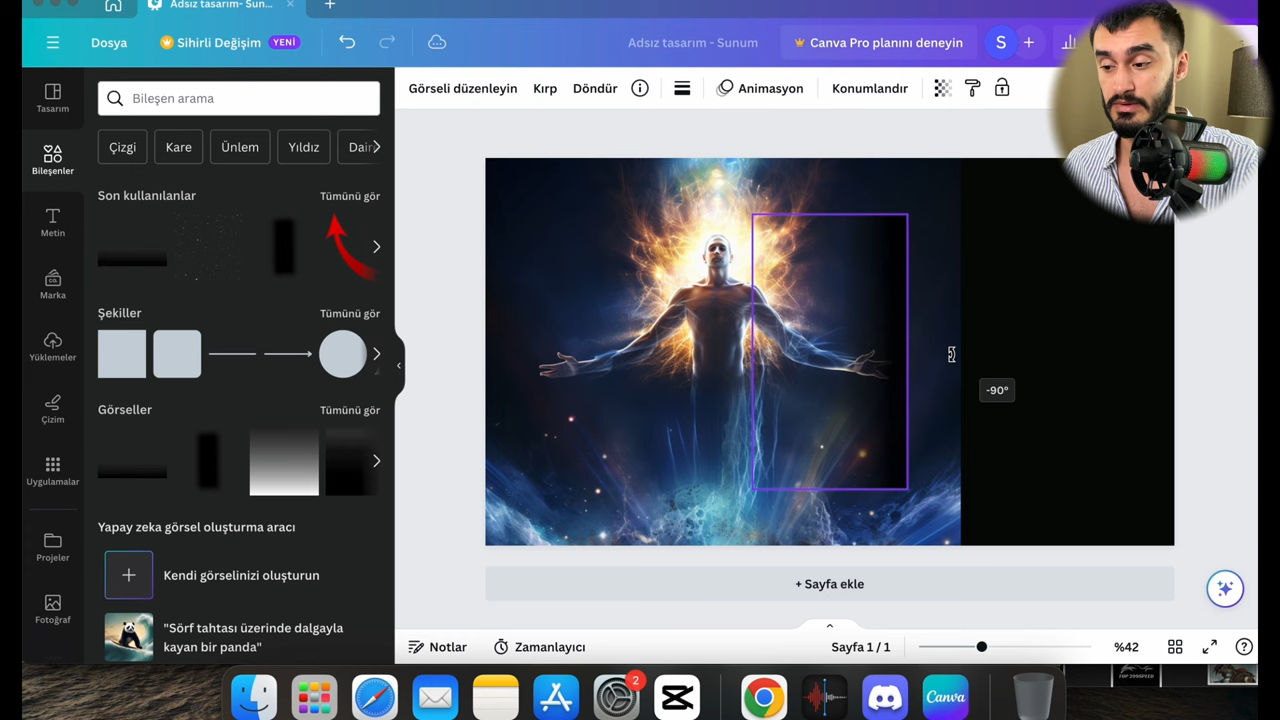 Adsız tasarım- Sun...
Dosya
Sihirli Değişim YENİ
Adsız tasarım - Sunum
Canva Pro planını deneyin
S
Tasarım
Bileşenler
Metin
Marka
Yüklemeler
Çizim
Uygulamalar
Projeler
Fotoğraf
Bileşen arama
Çizgi
Kare
Ünlem
Yıldız
Son kullanılanlar
Tümünü gör
Şekiller
Tümünü gör
Görseller
Tümünü gör
Yapay zeka görsel oluşturma aracı
Kendi görselinizi oluşturun
"Sörf tahtası üzerinde dalgayla
kayan bir panda"
Görseli düzenleyin
Kırp
Döndür
Animasyon
Konumlandır
-90°
+ Sayfa ekle
Notlar
Zamanlayıcı
Sayfa 1 / 1
%42
2
Canva